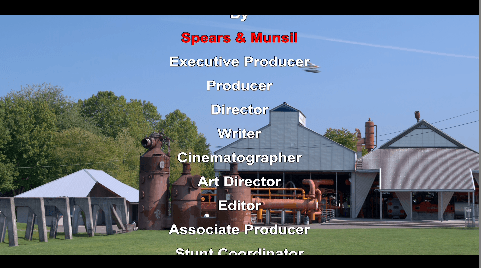 By
Spears & Munsil
Executive Producer
Producer
Director
Writer
Cinematographer
Art Director
Editor
Associate Producer
Stunt Coordinator